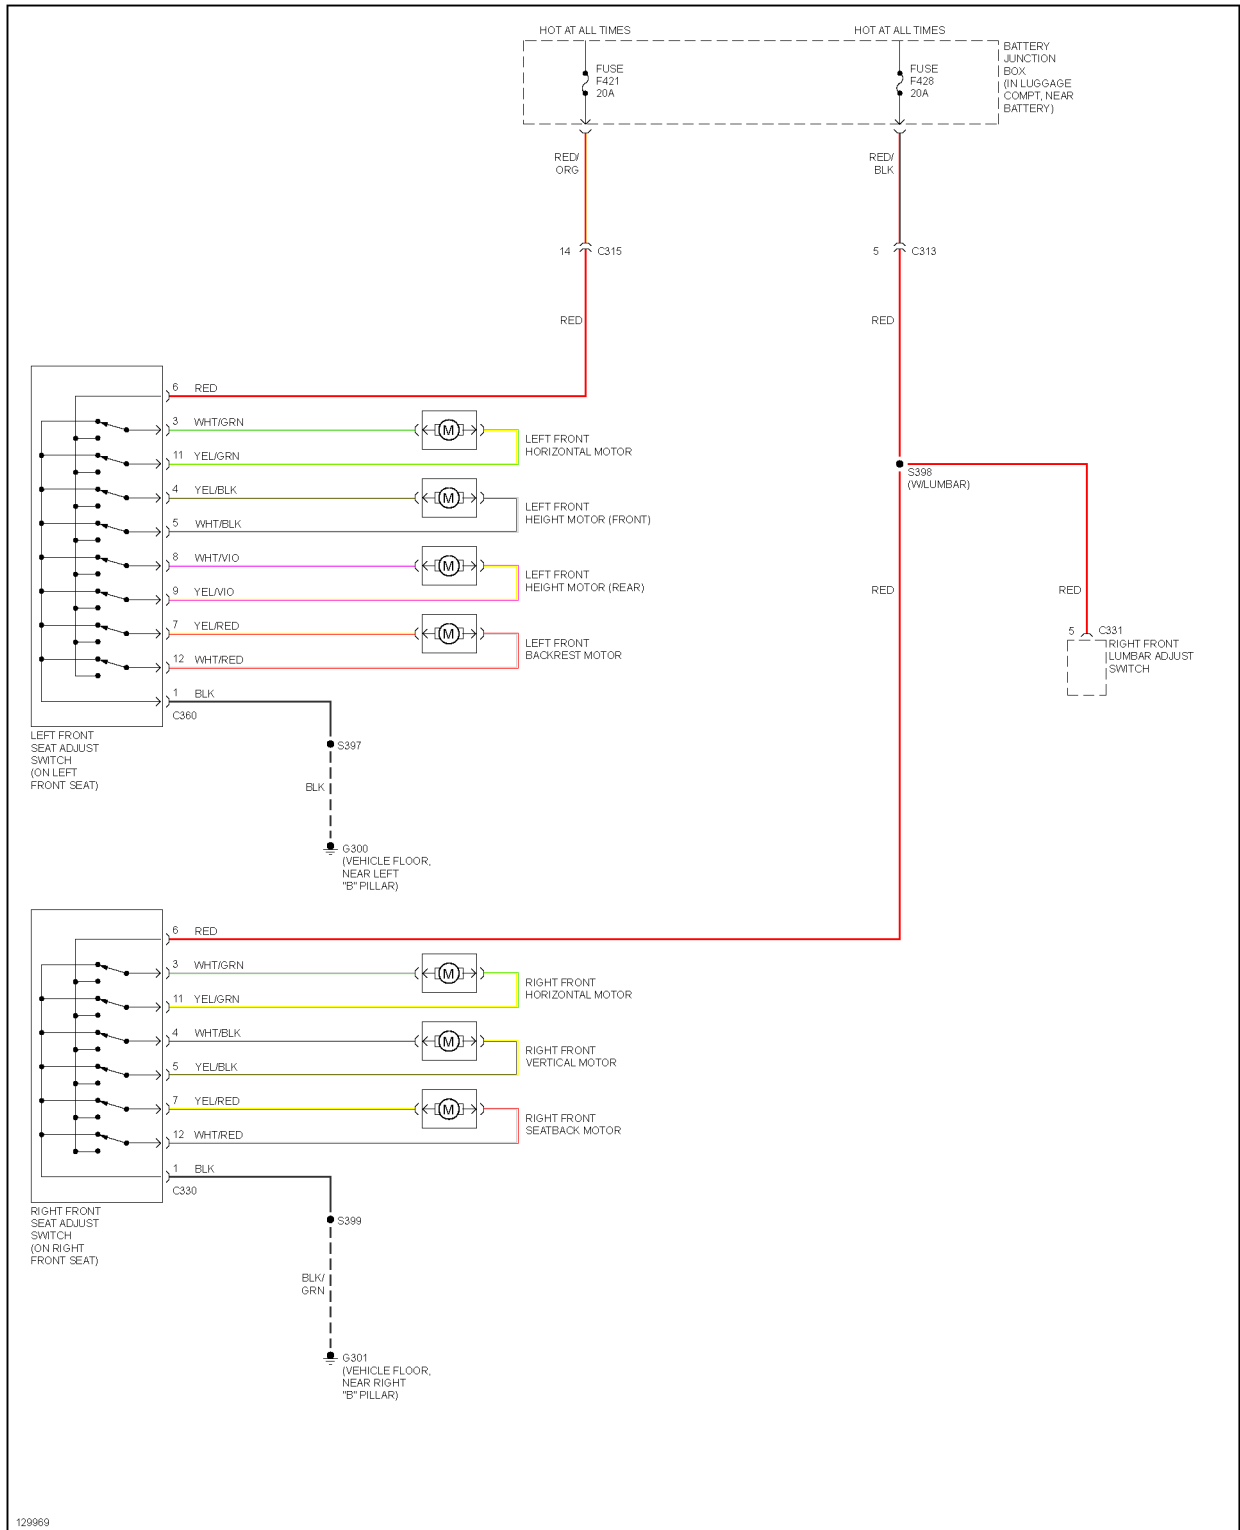 HOT AT ALL TIMES
HOT AT ALL TIMES
FUSE
F421
20A
FUSE
F428
20A
BATTERY
JUNCTION
BOX
(IN LUGGAGE
COMPT, NEAR
BATTERY)
RED/
ORG
RED/
BLK
14
C315
5
C313
RED
RED
6 RED
3 WHT/GRN
11 YEL/GRN
4 YEL/BLK
5 WHT/BLK
8 WHT/VIO
9 YEL/VIO
7 YEL/RED
12 WHT/RED
1 BLK
C360
LEFT FRONT
HORIZONTAL MOTOR
LEFT FRONT
HEIGHT MOTOR (FRONT)
LEFT FRONT
HEIGHT MOTOR (REAR)
LEFT FRONT
BACKREST MOTOR
M
M
M
M
S398
(W/LUMBAR)
RED
RED
5
C331
RIGHT FRONT
LUMBAR ADJUST
SWITCH
LEFT FRONT
SEAT ADJUST
SWITCH
(ON LEFT
FRONT SEAT)
S397
BLK
G300
(VEHICLE FLOOR,
NEAR LEFT
"B" PILLAR)
6 RED
3 WHT/GRN
11 YEL/GRN
4 WHT/BLK
5 YEL/BLK
7 YEL/RED
12 WHT/RED
1 BLK
C330
M
M
M
RIGHT FRONT
HORIZONTAL MOTOR
RIGHT FRONT
VERTICAL MOTOR
RIGHT FRONT
SEATBACK MOTOR
RIGHT FRONT
SEAT ADJUST
SWITCH
(ON RIGHT
FRONT SEAT)
S399
BLK/
GRN
G301
(VEHICLE FLOOR,
NEAR RIGHT
"B" PILLAR)
129969